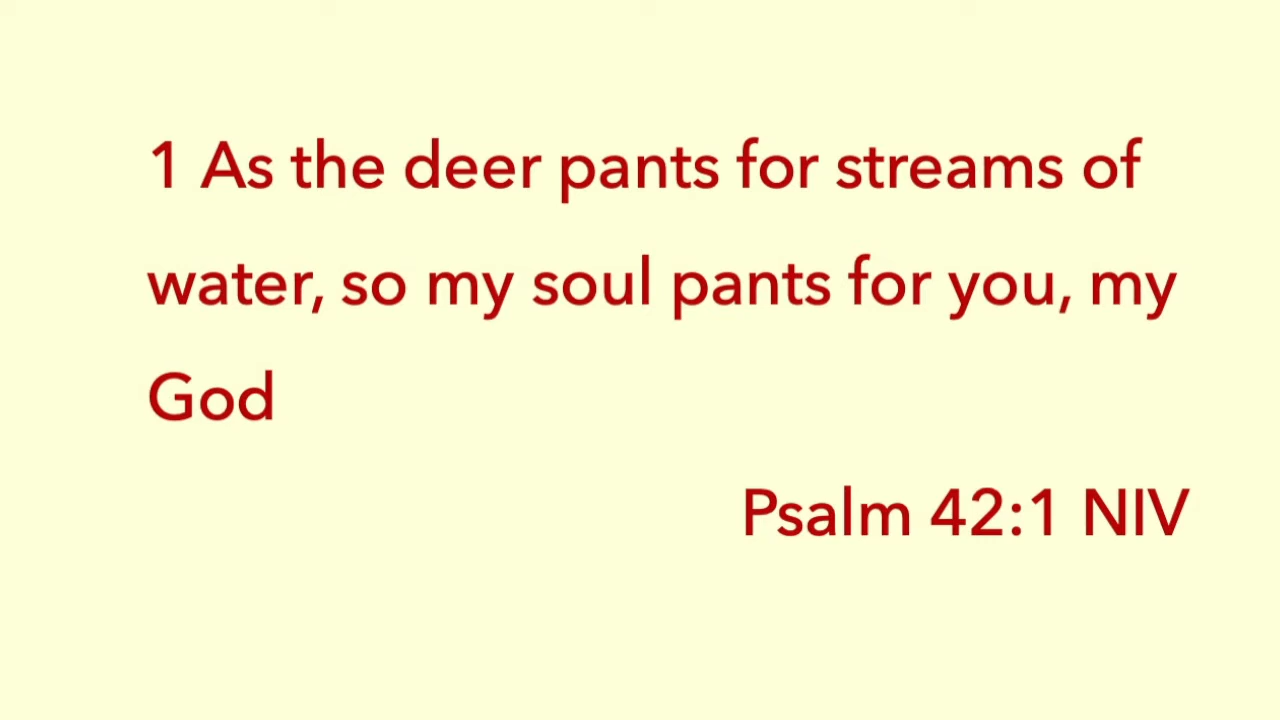 1 As the deer pants for streams of
water, so my soul pants for you, my
God
Psalm 42:1 NIV